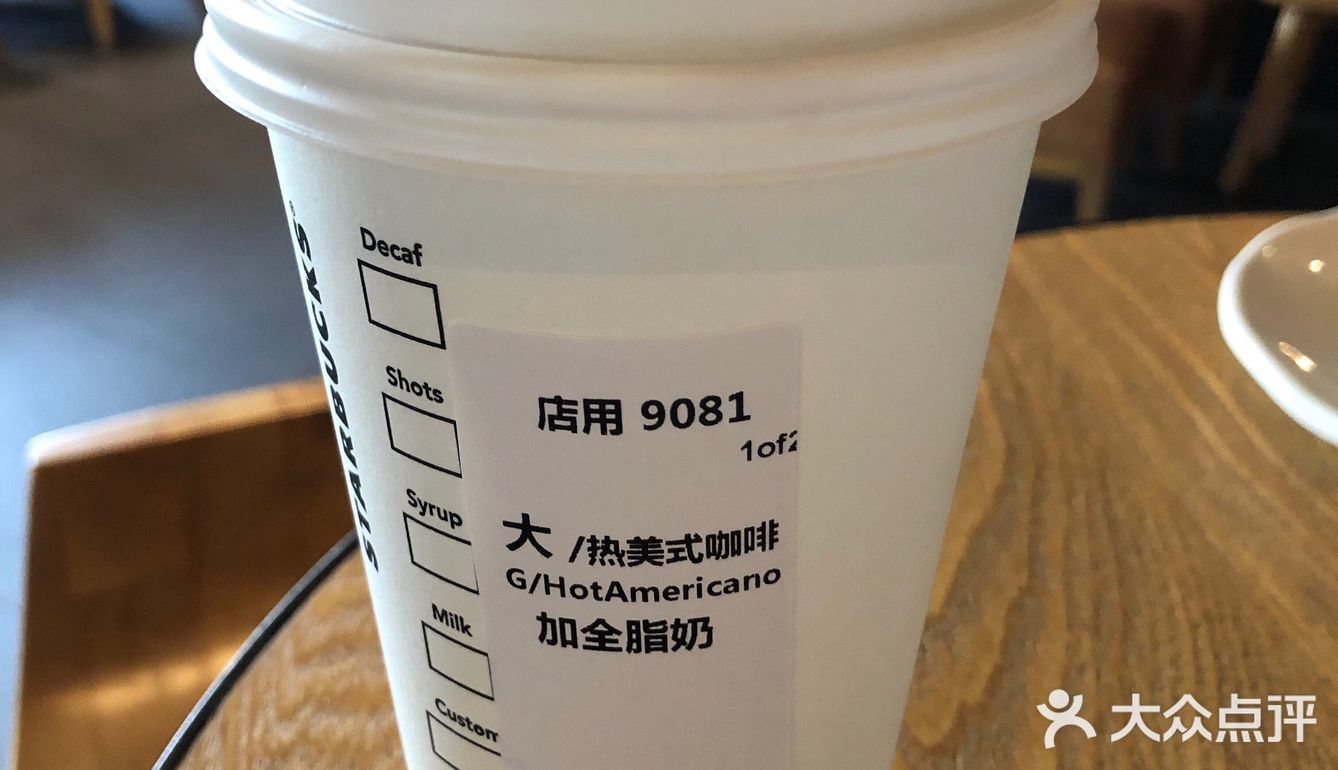 STARBUCKS®
Decaf
Shots
Syrup
Milk
Custom
店用 9081
1of2
大 /热美式咖啡
G/HotAmericano
加全脂奶
大众点评